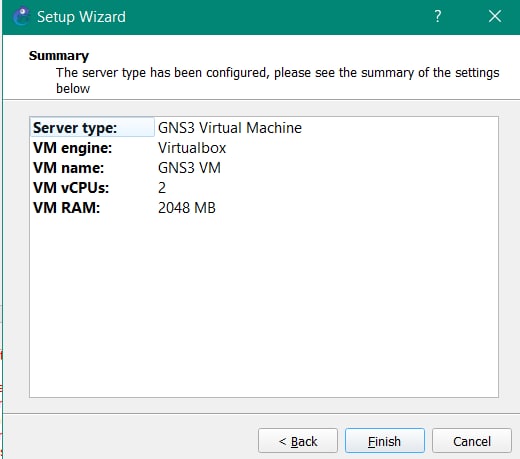 Setup Wizard ? ×
Summary
The server type has been configured, please see the summary of the settings
below
Server type: GNS3 Virtual Machine
VM engine: Virtualbox
VM name: GNS3 VM
VM vCPUs: 2
VM RAM: 2048 MB
< Back Finish Cancel